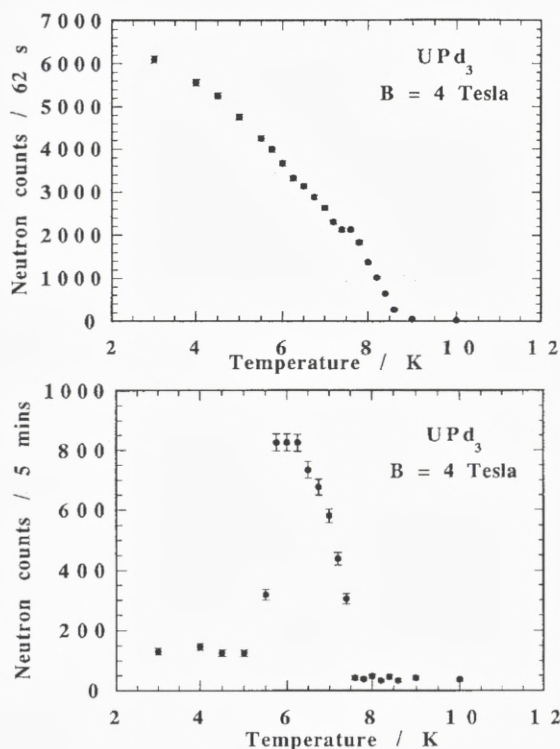 7000
6000
5000
4000
3000
2000
1000
0
Neutron counts / 62 s
UPd3
B = 4 Tesla
2 4 6 8 10 12
Temperature / K
1000
800
600
400
200
0
Neutron counts / 5 mins
UPd3
B = 4 Tesla
2 4 6 8 10 12
Temperature / K